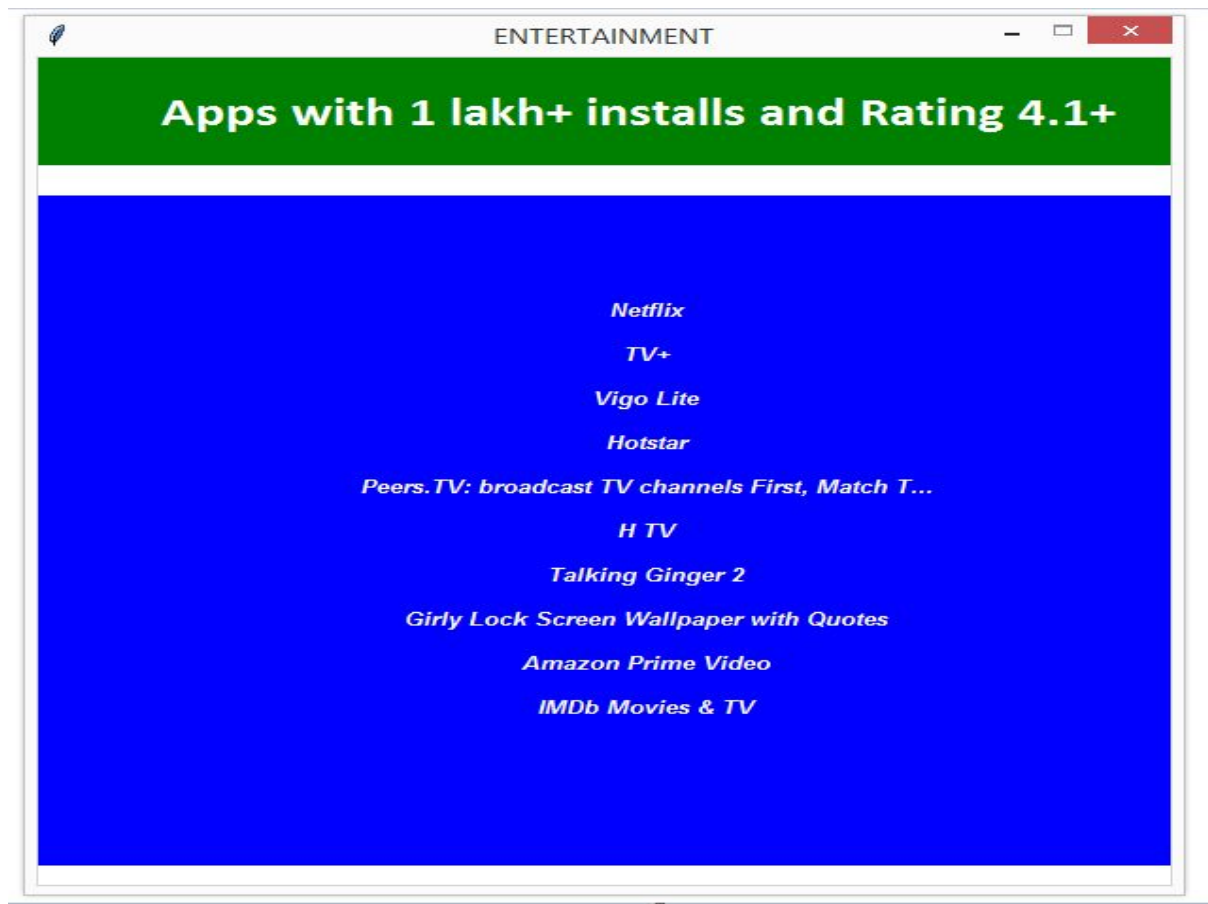 ENTERTAINMENT
Apps with 1 lakh+ installs and Rating 4.1+
Netflix
TV+
Vigo Lite
Hotstar
Peers.TV: broadcast TV channels First, Match T...
H TV
Talking Ginger 2
Girly Lock Screen Wallpaper with Quotes
Amazon Prime Video
IMDb Movies & TV